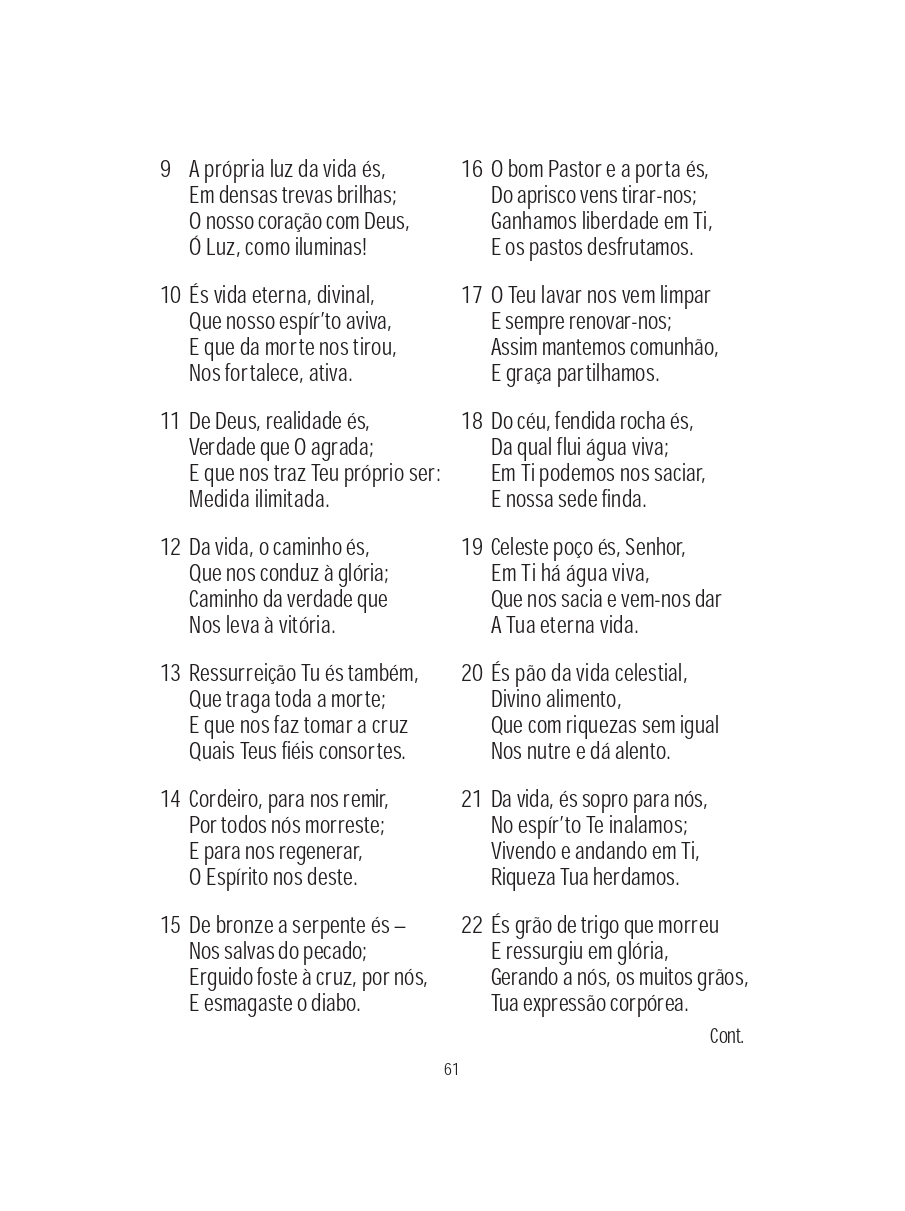 9 A própria luz da vida és,
Em densas trevas brilhas;
O nosso coração com Deus,
Ó Luz, como iluminas!
10 És vida eterna, divinal,
Que nosso espír'to aviva,
E que da morte nos tirou,
Nos fortalece, ativa.
11 De Deus, realidade és,
Verdade que O agrada;
E que nos traz Teu próprio ser:
Medida ilimitada.
12 Da vida, o caminho és,
Que nos conduz à glória;
Caminho da verdade que
Nos leva à vitória.
13 Ressurreição Tu és também,
Que traga toda a morte;
E que nos faz tomar a cruz
Quais Teus fiéis consortes.
14 Cordeiro, para nos remir,
Por todos nós morreste;
E para nos regenerar,
O Espírito nos deste.
15 De bronze a serpente és –
Nos salvas do pecado;
Erguido foste à cruz, por nós,
E esmagaste o diabo.
16 O bom Pastor e a porta és,
Do aprisco vens tirar-nos;
Ganhamos liberdade em Ti,
E os pastos desfrutamos.
17 O Teu lavar nos vem limpar
E sempre renovar-nos;
Assim mantemos comunhão,
E graça partilhamos.
18 Do céu, fendida rocha és,
Da qual flui água viva;
Em Ti podemos nos saciar,
E nossa sede finda.
19 Celeste poço és, Senhor,
Em Ti há água viva,
Que nos sacia e vem-nos dar
A Tua eterna vida.
20 És pão da vida celestial,
Divino alimento,
Que com riquezas sem igual
Nos nutre e dá alento.
21 Da vida, és sopro para nós,
No espír'to Te inalamos;
Vivendo e andando em Ti,
Riqueza Tua herdamos.
22 És grão de trigo que morreu
E ressurgiu em glória,
Gerando a nós, os muitos grãos,
Tua expressão corpórea.
Cont.
61